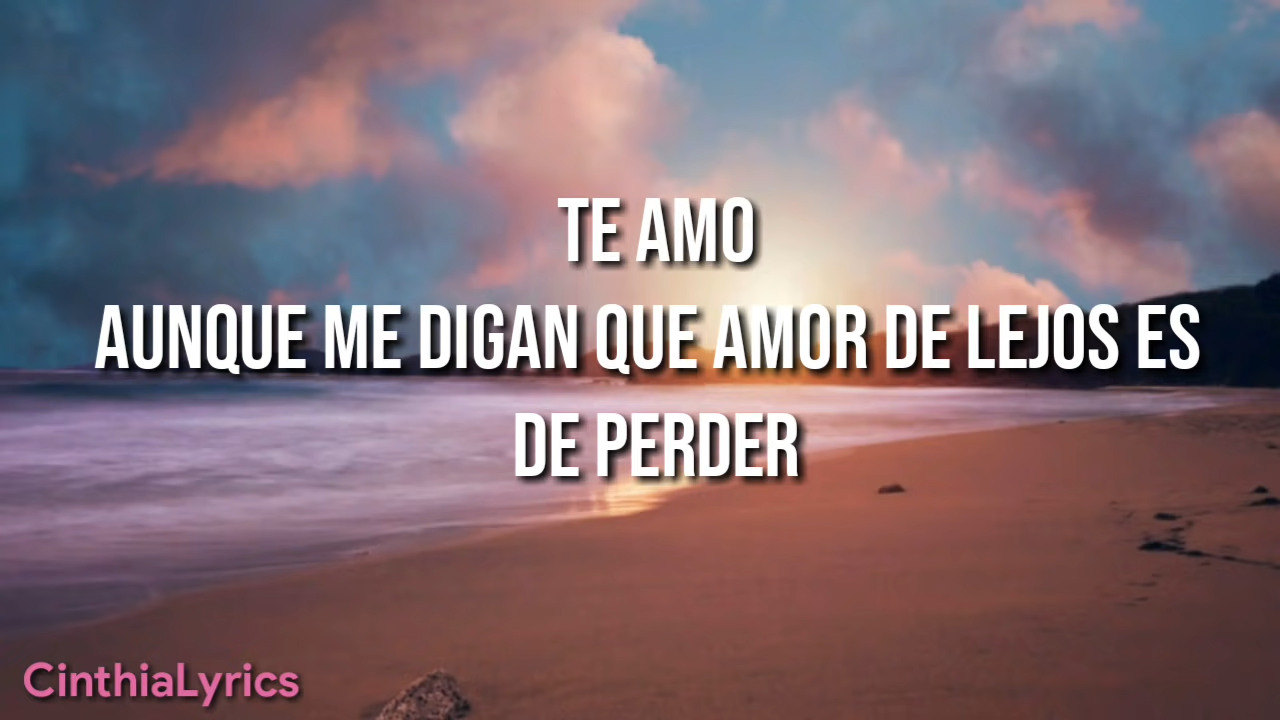 TE AMO
AUNQUE ME DIGAN QUE AMOR DE LEJOS ES
DE PERDER
CinthiaLyrics